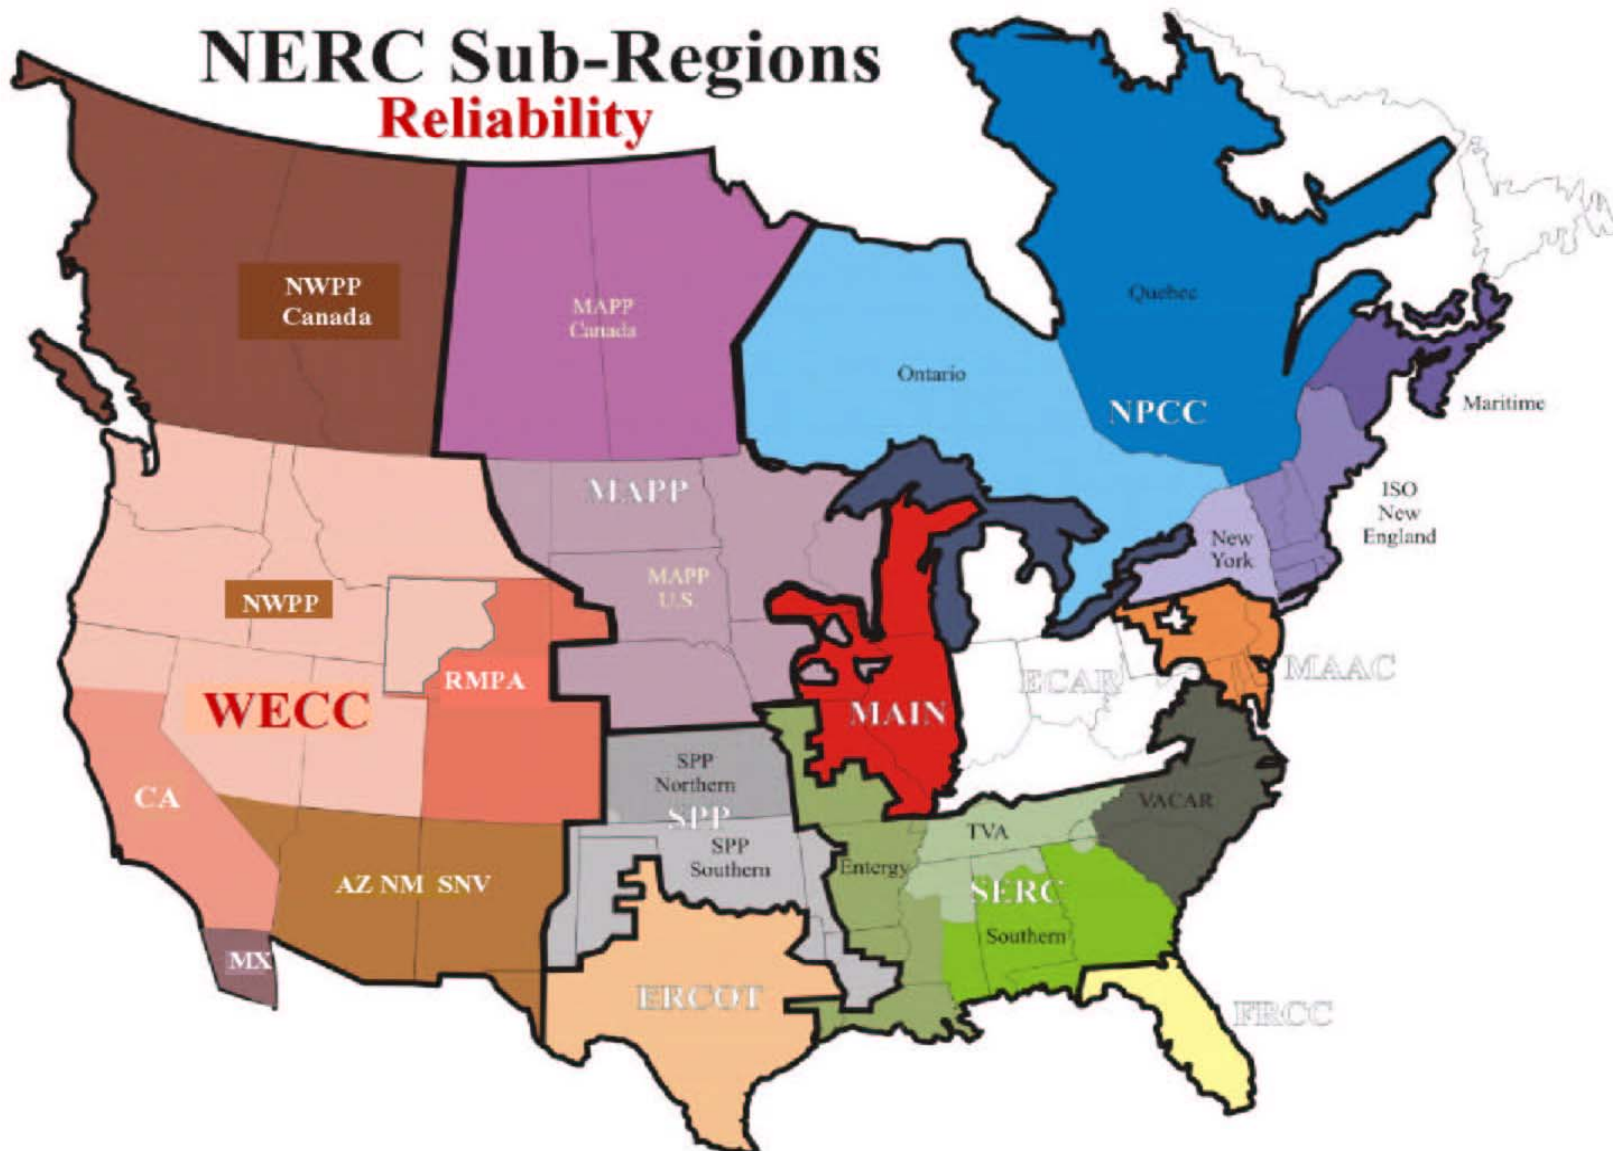 NERC Sub-Regions
Reliability
NWPP
Canada
MAPP
Canada
Quebec
Ontario
NPCC
Maritime
MAPP
ISO
New
England
New
York
MAPP
U.S
NWPP
RMPA
ECAR
MAAC
WECC
MAIN
SPP
Northern
CA
VACAR
SPP
TVA
SPP
Southern
Entergy
AZ NM SNV
SERC
Southern
MX
ERCOT
FRCC